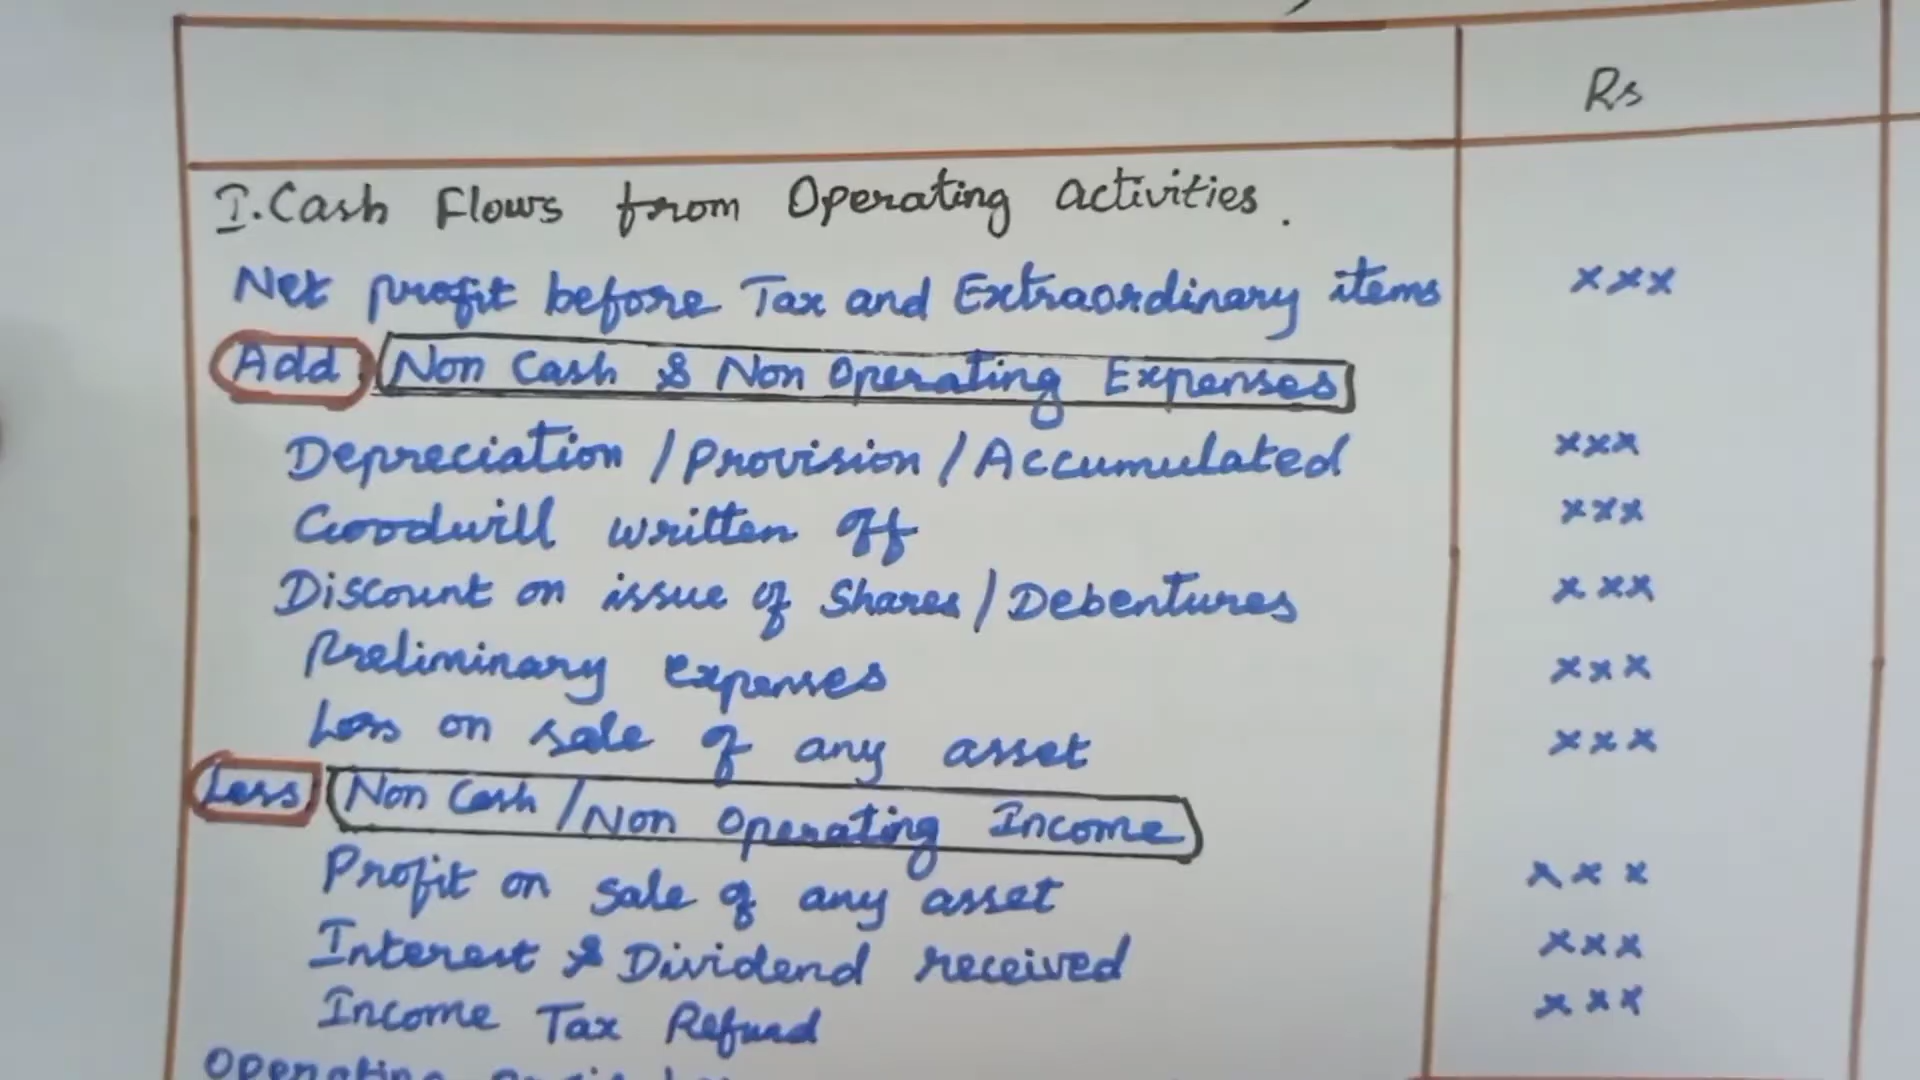 Rs
I. Cash Flows from Operating Activities.
Net profit before Tax and Extraordinary items xxx
Add: Non Cash & Non Operating Expenses
Depreciation / Provision / Accumulated xxx
Goodwill written off xxx
Discount on issue of Shares / Debentures xxx
Preliminary expenses xxx
Loss on sale of any asset xxx
Less Non Cash / Non Operating Income
Profit on sale of any asset xxx
Interest & Dividend received xxx
Income Tax Refund xxx
Operating